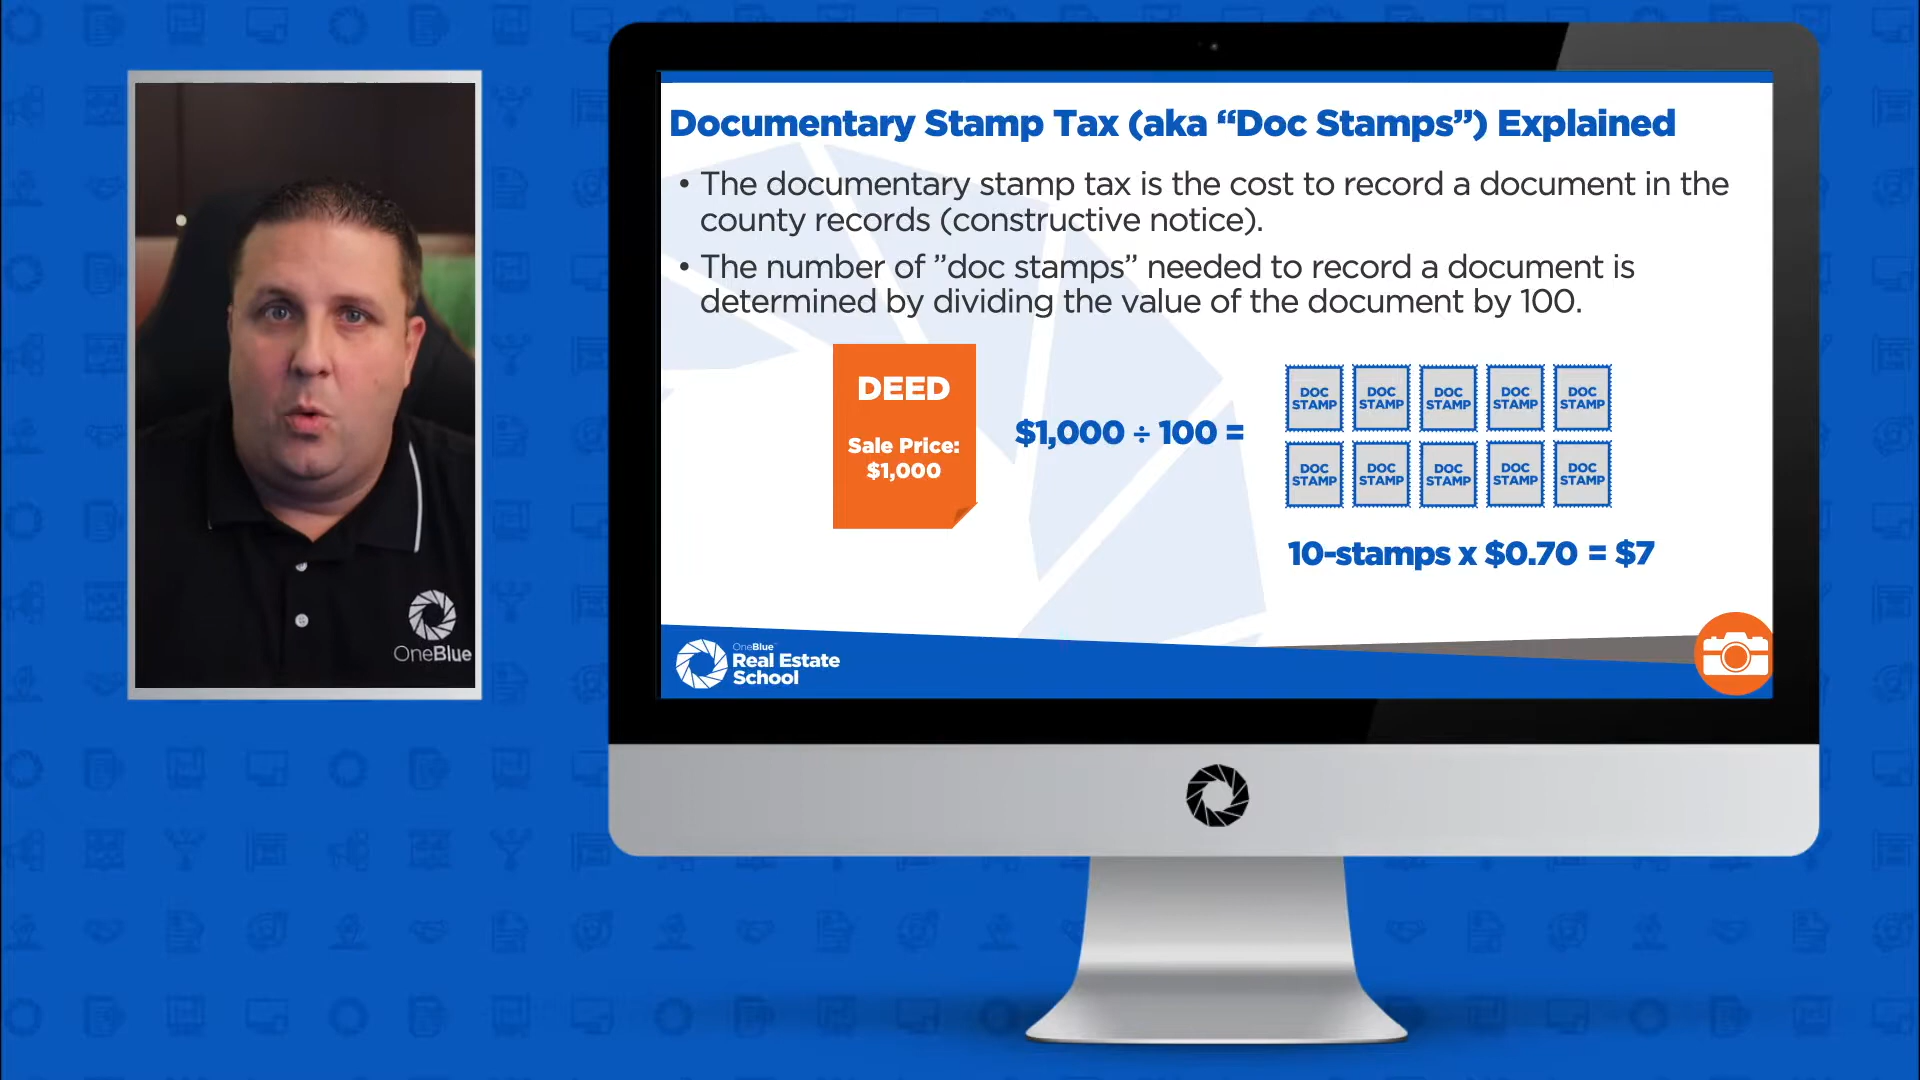 Documentary Stamp Tax (aka “Doc Stamps”) Explained
• The documentary stamp tax is the cost to record a document in the
county records (constructive notice).
• The number of ”doc stamps” needed to record a document is
determined by dividing the value of the document by 100.
DEED
Sale Price:
$1,000
$1,000 ÷ 100 =
DOC STAMP DOC STAMP DOC STAMP DOC STAMP DOC STAMP
DOC STAMP DOC STAMP DOC STAMP DOC STAMP DOC STAMP
10-stamps x $0.70 = $7
OneBlue
Real Estate
School
OneBlue